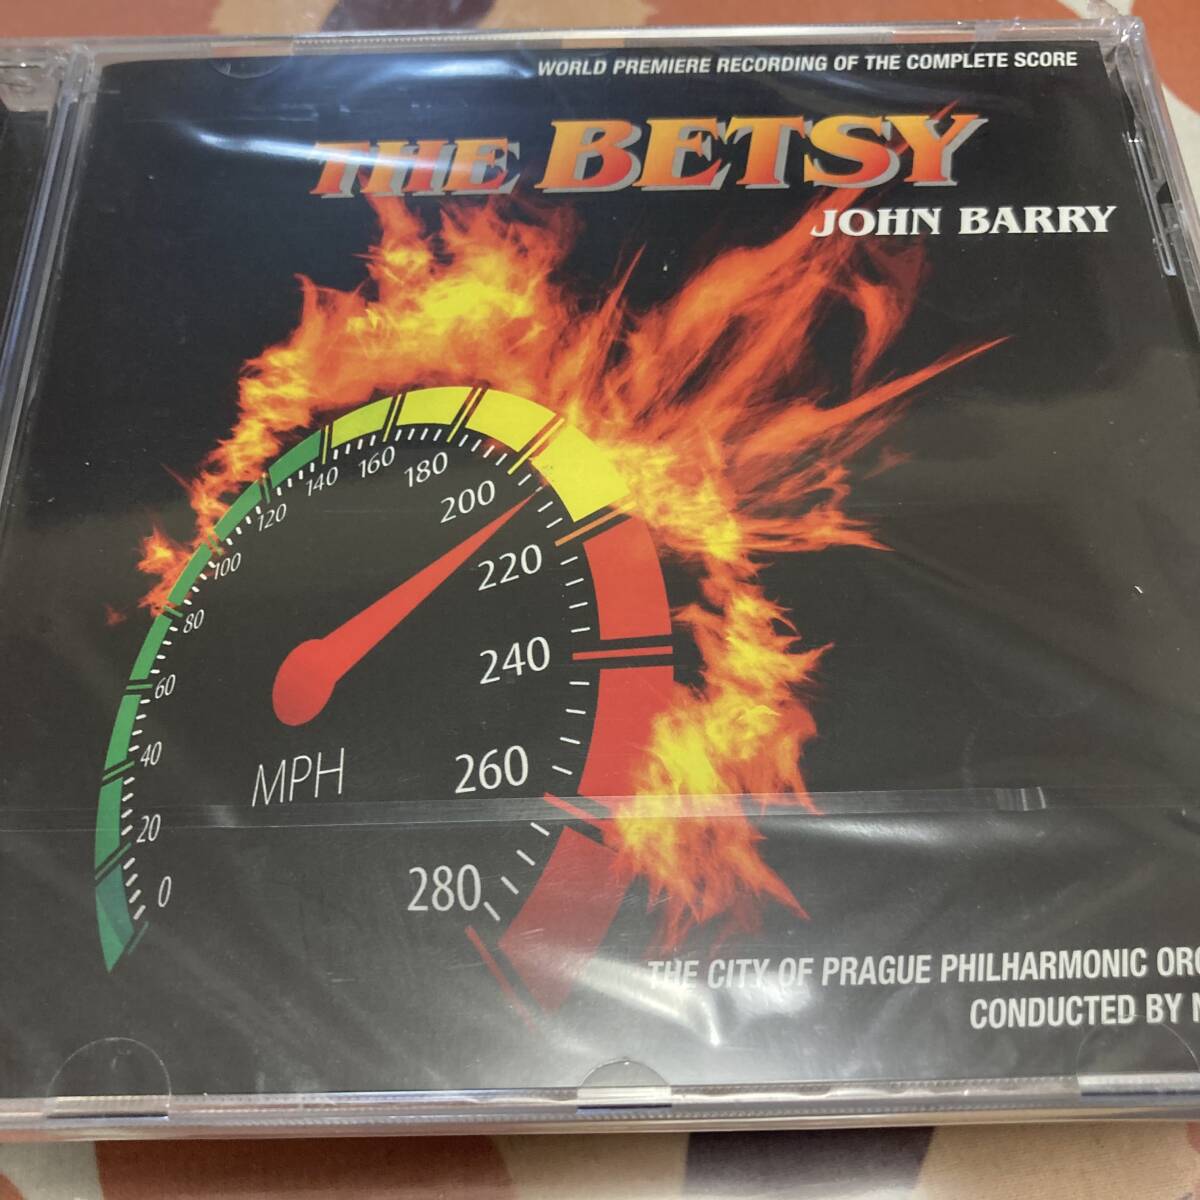 WORLD PREMIERE RECORDING OF THE COMPLETE SCORE
THE BETSY
JOHN BARRY
0
20
40
60
80
100
120
140
160
180
200
220
240
260
280
MPH
THE CITY OF PRAGUE PHILHARMONIC
CONDUCTED BY